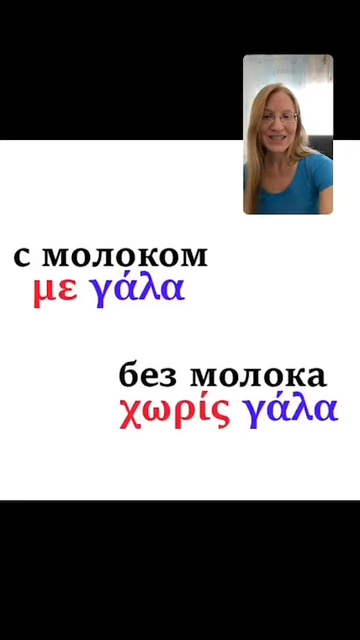 с молоком
με γάλα
без молока
χωρίς γάλα